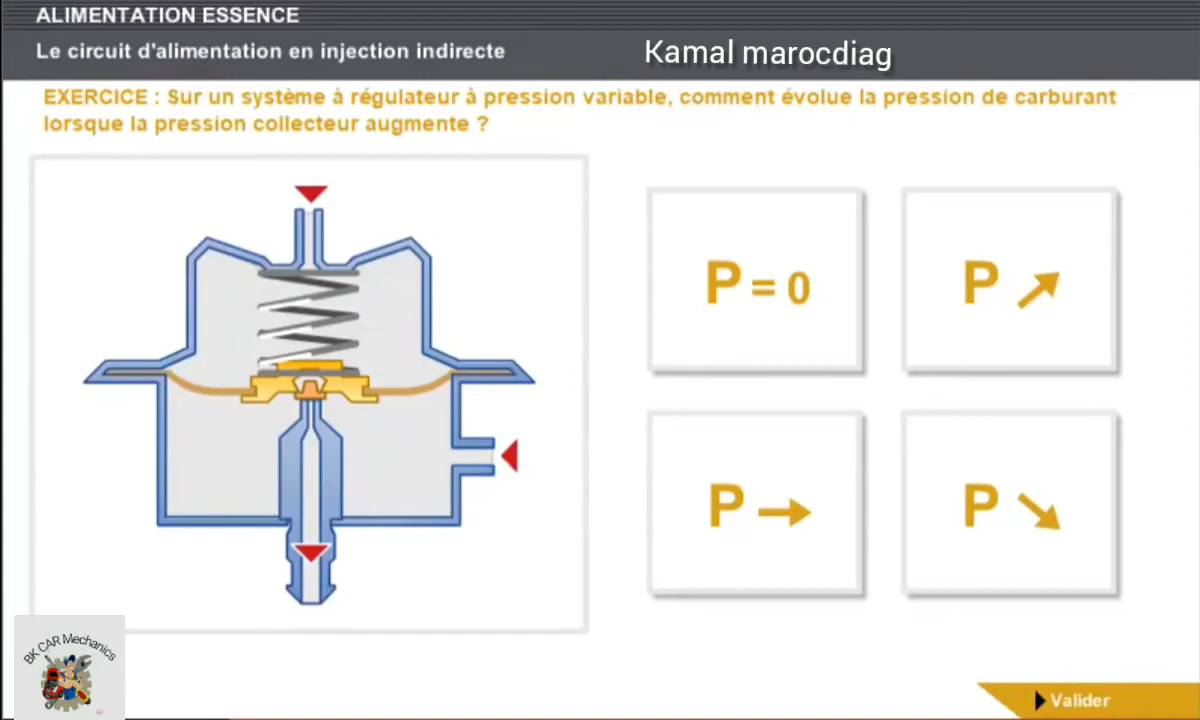 ALIMENTATION ESSENCE
Le circuit d'alimentation en injection indirecte
Kamal marocdiag
EXERCICE : Sur un système à régulateur à pression variable, comment évolue la pression de carburant
lorsque la pression collecteur augmente ?
P = 0
P ↗
P →
P ↘
BK CAR Mechanics
Valider